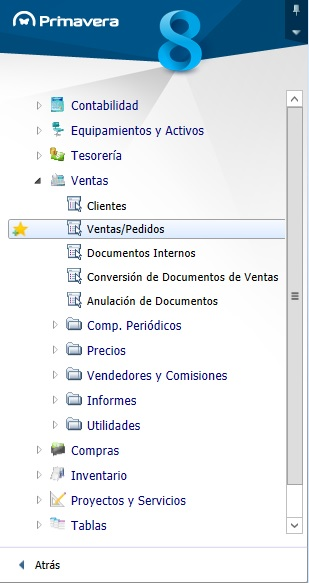 Primavera
8
Contabilidad
Equipamientos y Activos
Tesorería
Ventas
Clientes
Ventas/Pedidos
Documentos Internos
Conversión de Documentos de Ventas
Anulación de Documentos
Comp. Periódicos
Precios
Vendedores y Comisiones
Informes
Utilidades
Compras
Inventario
Proyectos y Servicios
Tablas
Atrás